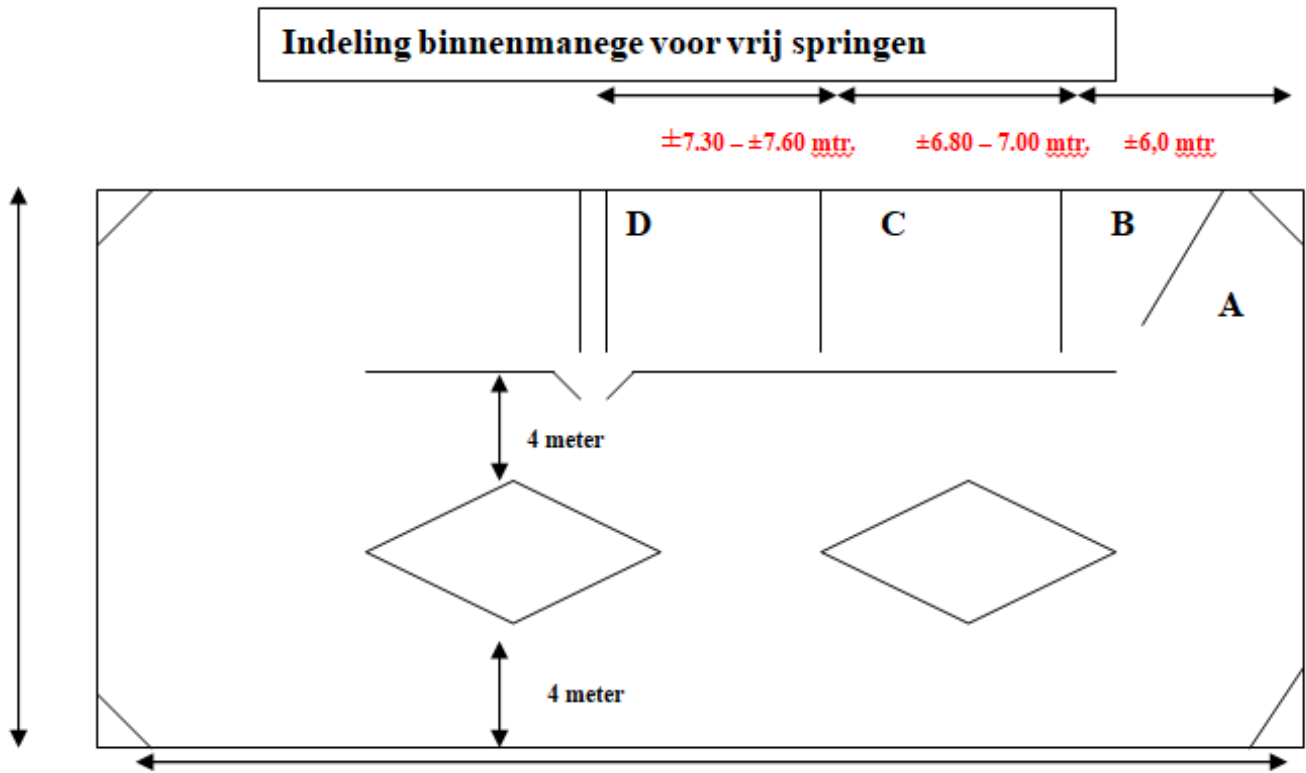 Indeling binnenmanege voor vrij springen
±7.30 – ±7.60 mtr. ±6.80 – 7.00 mtr. ±6,0 mtr
D C B
A
4 meter
4 meter